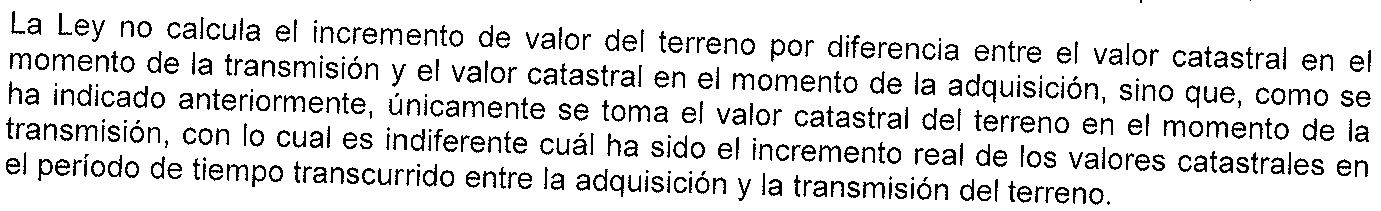 La Ley no calcula el incremento de valor del terreno por diferencia entre el valor catastral en el
momento de la transmisión y el valor catastral en el momento de la adquisición, sino que, como se
ha indicado anteriormente, únicamente se toma el valor catastral del terreno en el momento de la
transmisión, con lo cual es indiferente cuál ha sido el incremento real de los valores catastrales en
el período de tiempo transcurrido entre la adquisición y la transmisión del terreno.